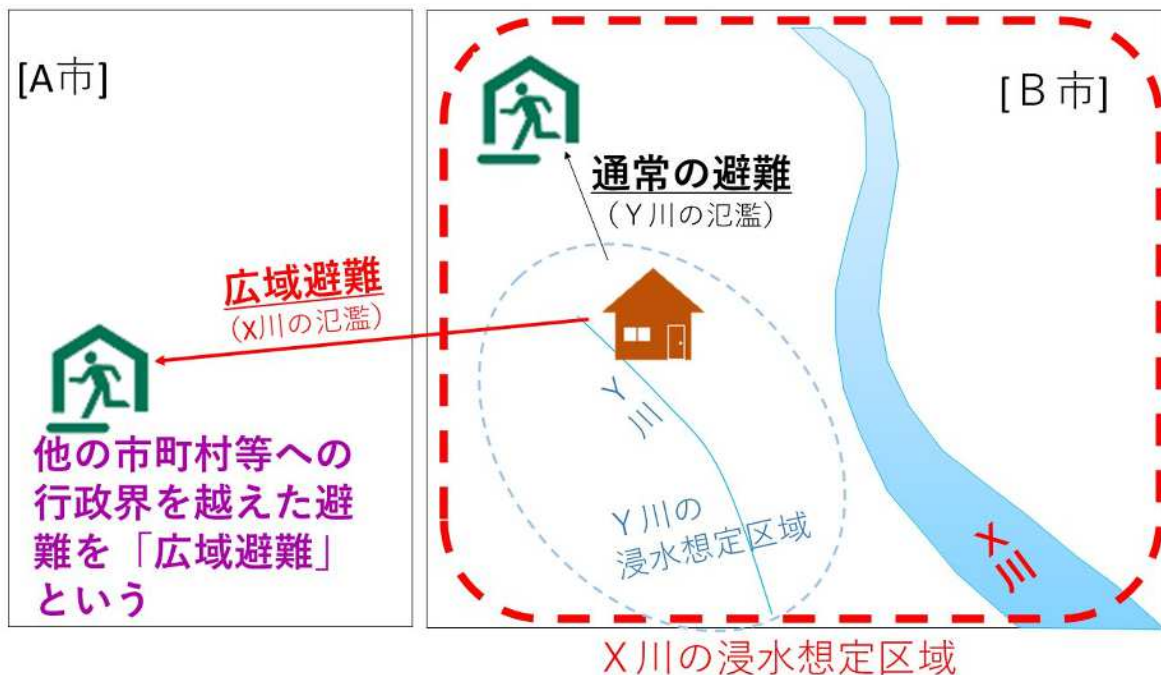 [A市]
[B市]
通常の避難
(Y川の氾濫)
広域避難
(X川の氾濫)
他の市町村等への
行政界を越えた避
難を「広域避難」
という
Y川
Y川の
浸水想定区域
X川
X川の浸水想定区域